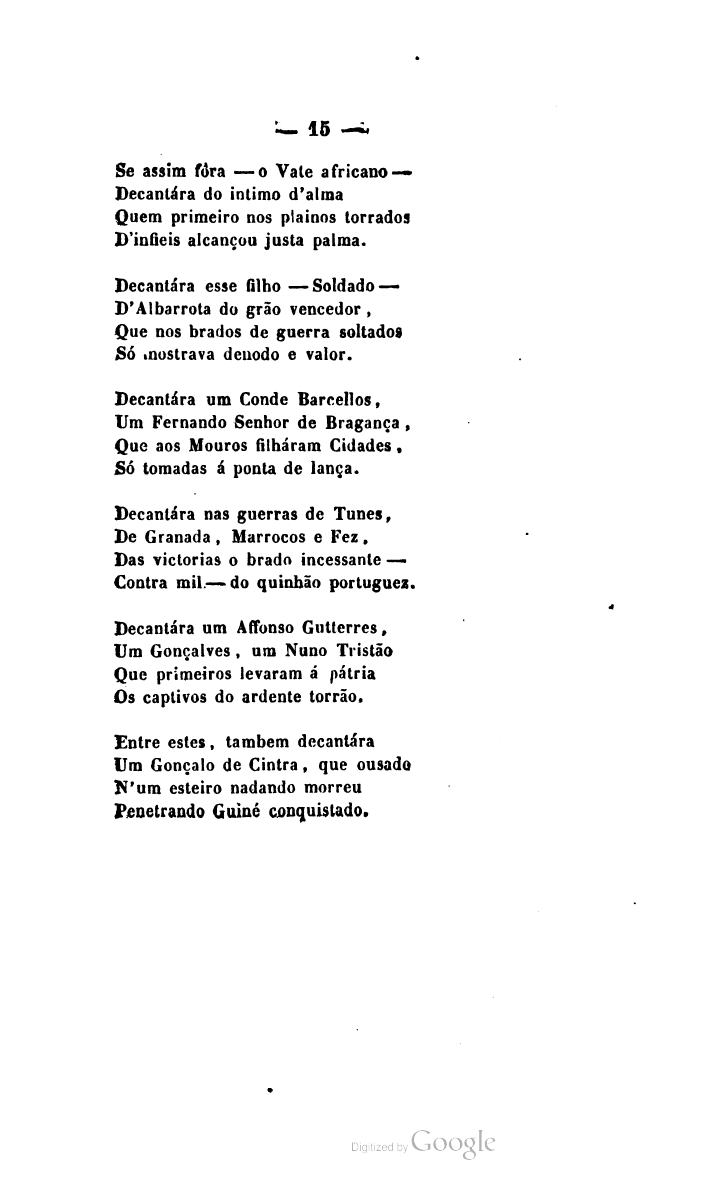 — 15 —
Se assim fôra — o Vate africano —
Decantára do intimo d'alma
Quem primeiro nos plainos torrados
D'infieis alcançou justa palma.
Decantára esse filho — Soldado —
D'Albarrota do grão vencedor,
Que nos brados de guerra soltados
Só mostrava denodo e valor.
Decantára um Conde Barcellos,
Um Fernando Senhor de Bragança,
Que aos Mouros filháram Cidades,
Só tomadas á ponta de lança.
Decantára nas guerras de Tunes,
De Granada, Marrocos e Fez,
Das victorias o brado incessante —
Contra mil — do quinhão portuguez.
Decantára um Affonso Gutterres,
Um Gonçalves, um Nuno Tristão
Que primeiros levaram á pátria
Os captivos do ardente torrão.
Entre estes, tambem decantára
Um Gonçalo de Cintra, que ousado
N'um esteiro nadando morreu
Penetrando Guiné conquistado.
Digitized by Google